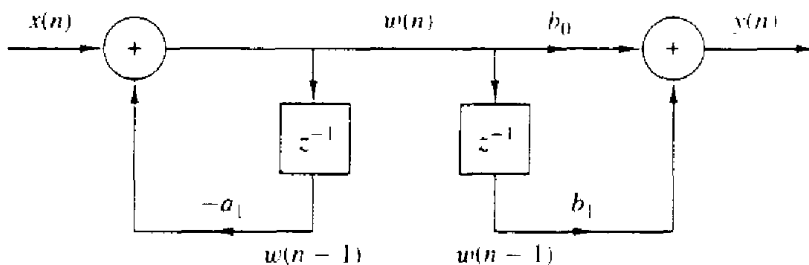 x(n) + w(n) b₀ + y(n)
z⁻¹ z⁻¹
−a₁ b₁
w(n − 1) w(n − 1)